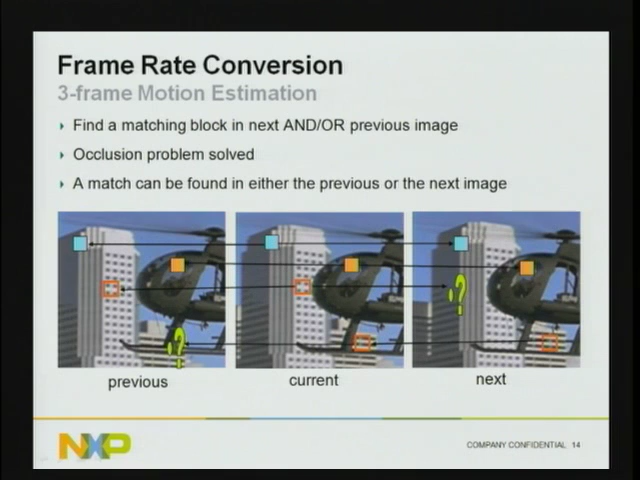 Frame Rate Conversion
3-frame Motion Estimation
Find a matching block in next AND/OR previous image
Occlusion problem solved
A match can be found in either the previous or the next image
?
?
previous
current
next
NXP
COMPANY CONFIDENTIAL 14